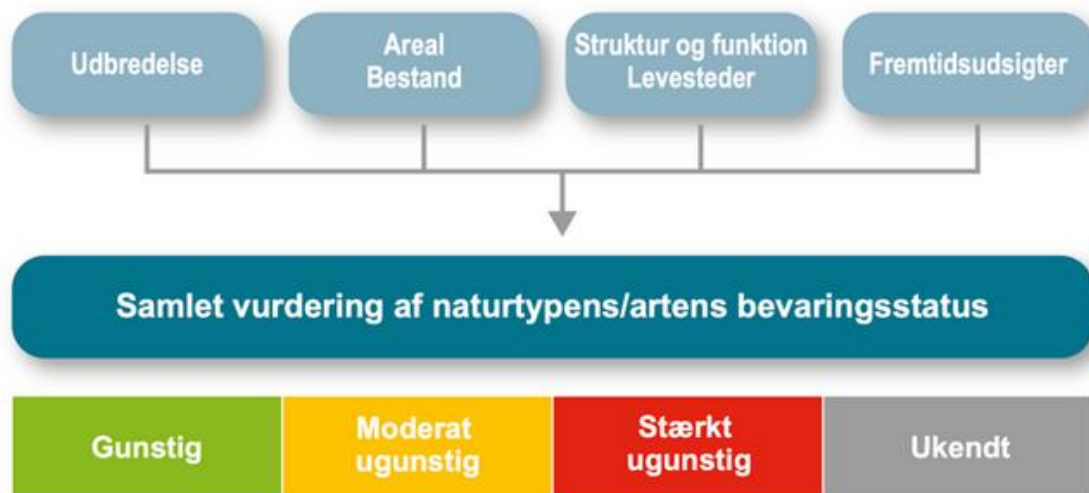 Udbredelse
Areal
Bestand
Struktur og funktion
Levesteder
Fremtidsudsigter
Samlet vurdering af naturtypens/artens bevaringsstatus
Gunstig
Moderat
ugunstig
Stærkt
ugunstig
Ukendt